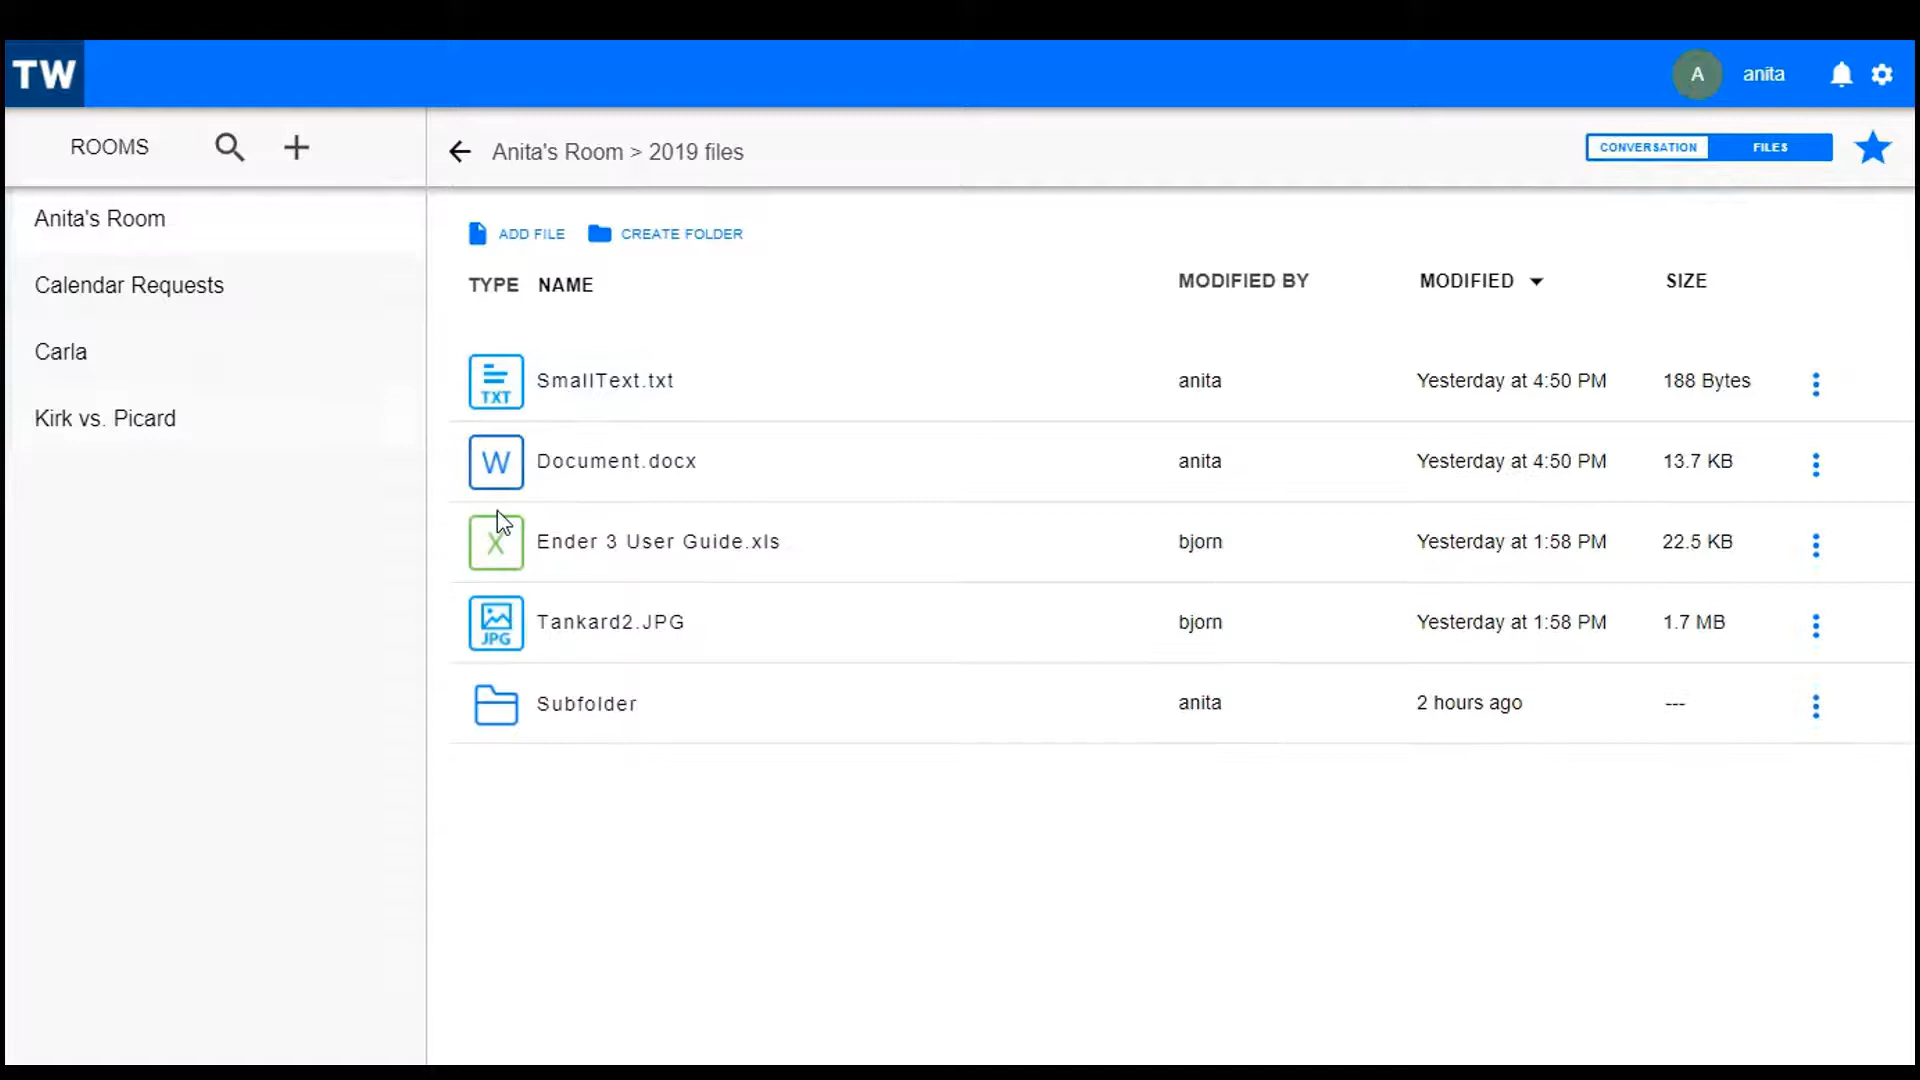 TW
A anita
ROOMS
Anita's Room > 2019 files
CONVERSATION FILES
Anita's Room
Calendar Requests
Carla
Kirk vs. Picard
ADD FILE CREATE FOLDER
TYPE NAME MODIFIED BY MODIFIED SIZE
TXT SmallText.txt anita Yesterday at 4:50 PM 188 Bytes
W Document.docx anita Yesterday at 4:50 PM 13.7 KB
X Ender 3 User Guide.xls bjorn Yesterday at 1:58 PM 22.5 KB
JPG Tankard2.JPG bjorn Yesterday at 1:58 PM 1.7 MB
Subfolder anita 2 hours ago ---